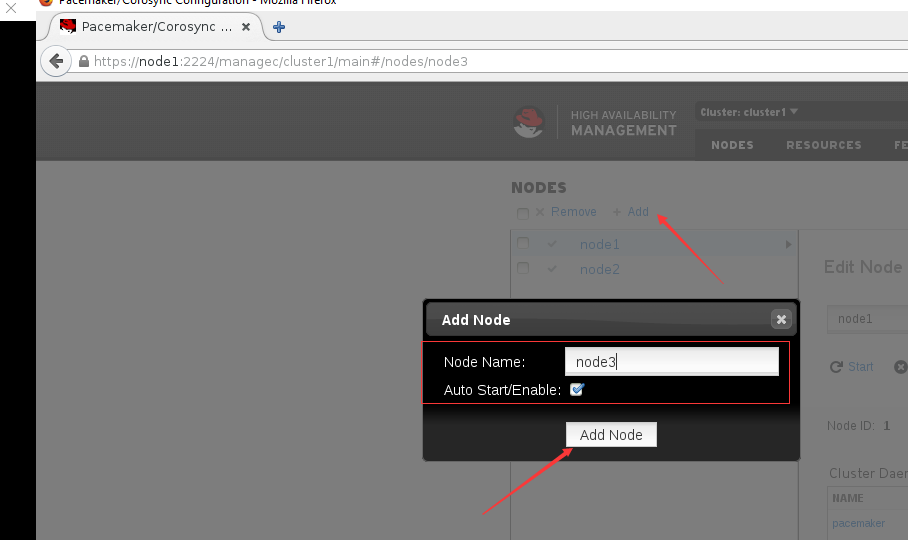 Pacemaker/Corosync Configuration - Mozilla Firefox
Pacemaker/Corosync ...
https://node1:2224/managec/cluster1/main#/nodes/node3
HIGH AVAILABILITY
MANAGEMENT
Cluster: cluster1
NODES RESOURCES FE
NODES
Remove + Add
node1
node2
Edit Node
node1
Start
Node ID: 1
Cluster Daer
NAME
pacemaker
Add Node
Node Name: node3
Auto Start/Enable:
Add Node